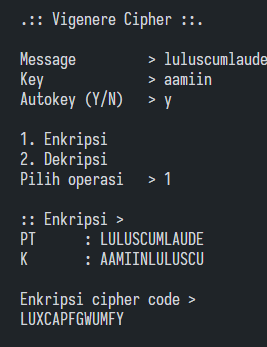 .:: Vigenere Cipher ::.
Message > luluscumlaude
Key > aamiin
Autokey (Y/N) > y
1. Enkripsi
2. Dekripsi
Pilih operasi > 1
:: Enkripsi >
PT : LULUSCUMLAUDE
K : AAMIINLULUSCU
Enkripsi cipher code >
LUXCAPFGWUMFY